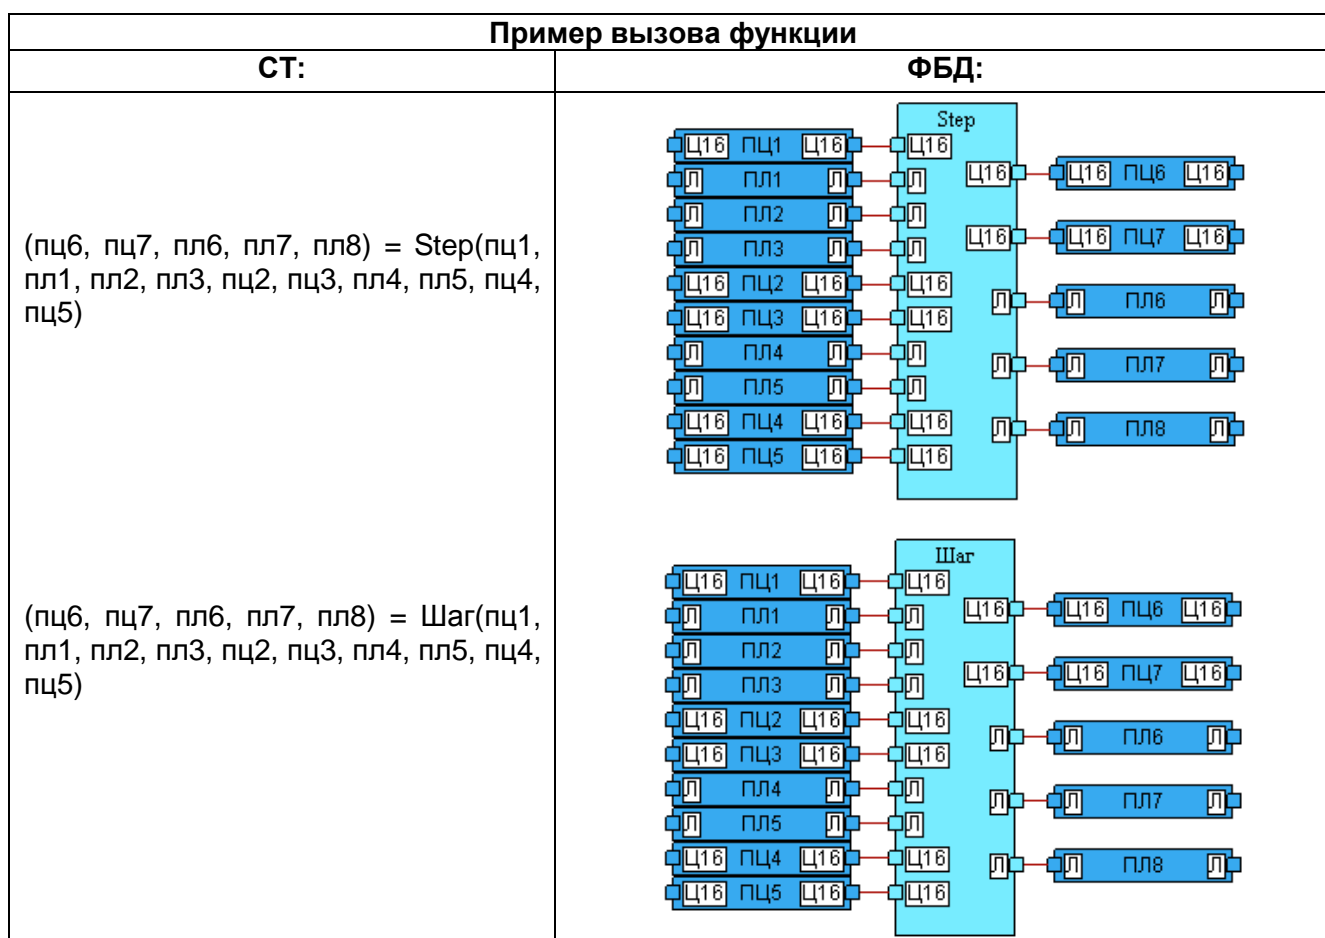 Пример вызова функции
СТ:
ФБД:
(пц6, пц7, пл6, пл7, пл8) = Step(пц1,
пл1, пл2, пл3, пц2, пц3, пл4, пл5, пц4,
пц5)
Step
Ц16 ПЦ1 Ц16 Ц16
Ц16 Ц16 ПЦ6 Ц16
Л ПЛ1 Л Л
Л ПЛ2 Л Л
Ц16 Ц16 ПЦ7 Ц16
Л ПЛ3 Л Л
Ц16 ПЦ2 Ц16 Ц16
Л Л ПЛ6 Л
Ц16 ПЦ3 Ц16 Ц16
Л ПЛ4 Л Л
Л Л ПЛ7 Л
Л ПЛ5 Л Л
Ц16 ПЦ4 Ц16 Ц16
Л Л ПЛ8 Л
Ц16 ПЦ5 Ц16 Ц16
(пц6, пц7, пл6, пл7, пл8) = Шаг(пц1,
пл1, пл2, пл3, пц2, пц3, пл4, пл5, пц4,
пц5)
Шаг
Ц16 ПЦ1 Ц16 Ц16
Ц16 Ц16 ПЦ6 Ц16
Л ПЛ1 Л Л
Л ПЛ2 Л Л
Ц16 Ц16 ПЦ7 Ц16
Л ПЛ3 Л Л
Ц16 ПЦ2 Ц16 Ц16
Л Л ПЛ6 Л
Ц16 ПЦ3 Ц16 Ц16
Л ПЛ4 Л Л
Л Л ПЛ7 Л
Л ПЛ5 Л Л
Ц16 ПЦ4 Ц16 Ц16
Л Л ПЛ8 Л
Ц16 ПЦ5 Ц16 Ц16